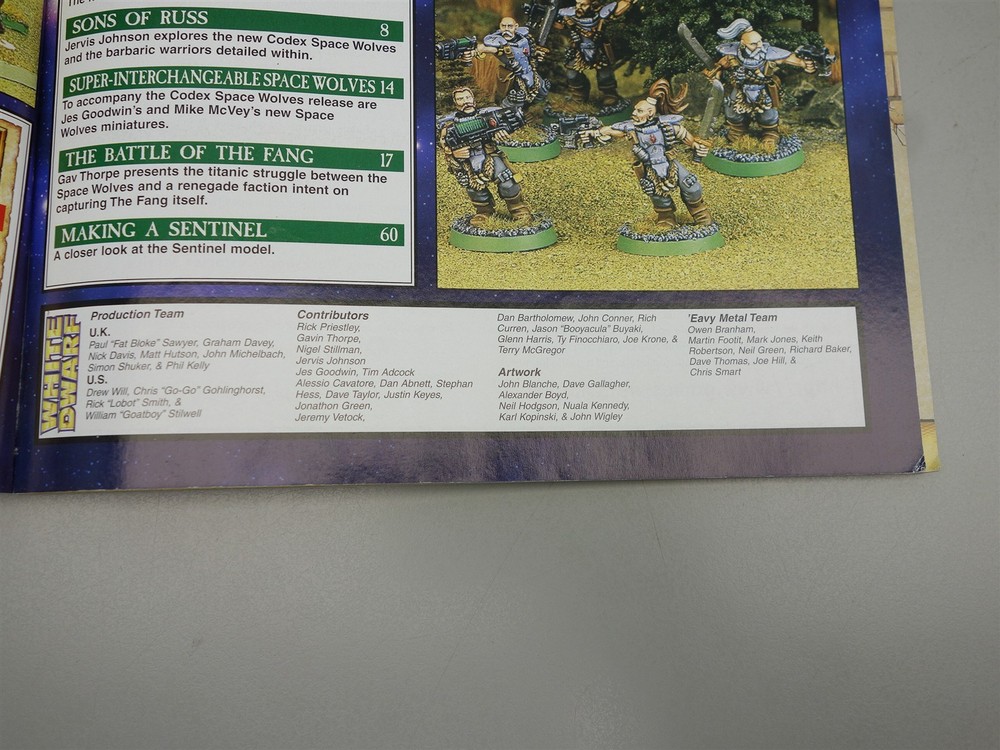 SONS OF RUSS 8
Jervis Johnson explores the new Codex Space Wolves
and the barbaric warriors detailed within.
SUPER-INTERCHANGEABLE SPACE WOLVES 14
To accompany the Codex Space Wolves release are
Jes Goodwin's and Mike McVey's new Space
Wolves miniatures.
THE BATTLE OF THE FANG 17
Gav Thorpe presents the titanic struggle between the
Space Wolves and a renegade faction intent on
capturing The Fang itself.
MAKING A SENTINEL 60
A closer look at the Sentinel model.
WHITE
DWARF
Production Team
U.K.
Paul "Fat Bloke" Sawyer, Graham Davey,
Nick Davis, Matt Hutson, John Michelbach,
Simon Shuker, & Phil Kelly
U.S.
Drew Will, Chris "Go-Go" Gohlinghorst,
Rick "Lobot" Smith, &
William "Goatboy" Stilwell
Contributors
Rick Priestley,
Gavin Thorpe,
Nigel Stillman,
Jervis Johnson
Jes Goodwin, Tim Adcock
Alessio Cavatore, Dan Abnett, Stephan
Hess, Dave Taylor, Justin Keyes,
Jonathon Green,
Jeremy Vetock,
Dan Bartholomew, John Conner, Rich
Curren, Jason "Booyacula" Buyaki,
Glenn Harris, Ty Finocchiaro, Joe Krone, &
Terry McGregor
Artwork
John Blanche, Dave Gallagher,
Alexander Boyd,
Neil Hodgson, Nuala Kennedy,
Karl Kopinski, & John Wigley
'Eavy Metal Team
Owen Branham,
Martin Footit, Mark Jones, Keith
Robertson, Neil Green, Richard Baker,
Dave Thomas, Joe Hill, &
Chris Smart